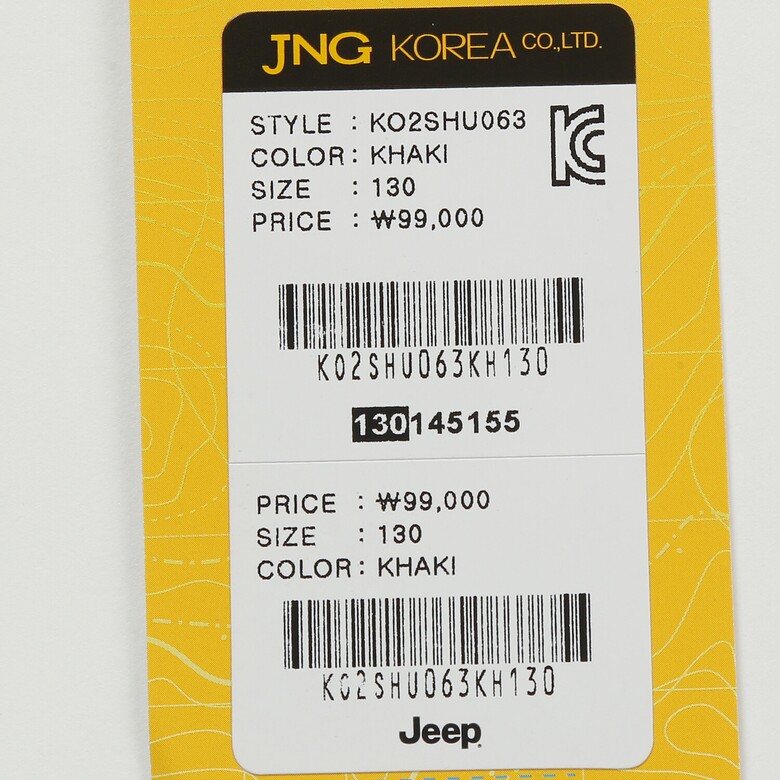 JNG KOREA CO.,LTD.
STYLE : KO2SHU063
COLOR : KHAKI
SIZE : 130
PRICE : ₩99,000
KC
K02SHU063KH130
130145155
PRICE : ₩99,000
SIZE : 130
COLOR : KHAKI
K02SHU063KH130
Jeep